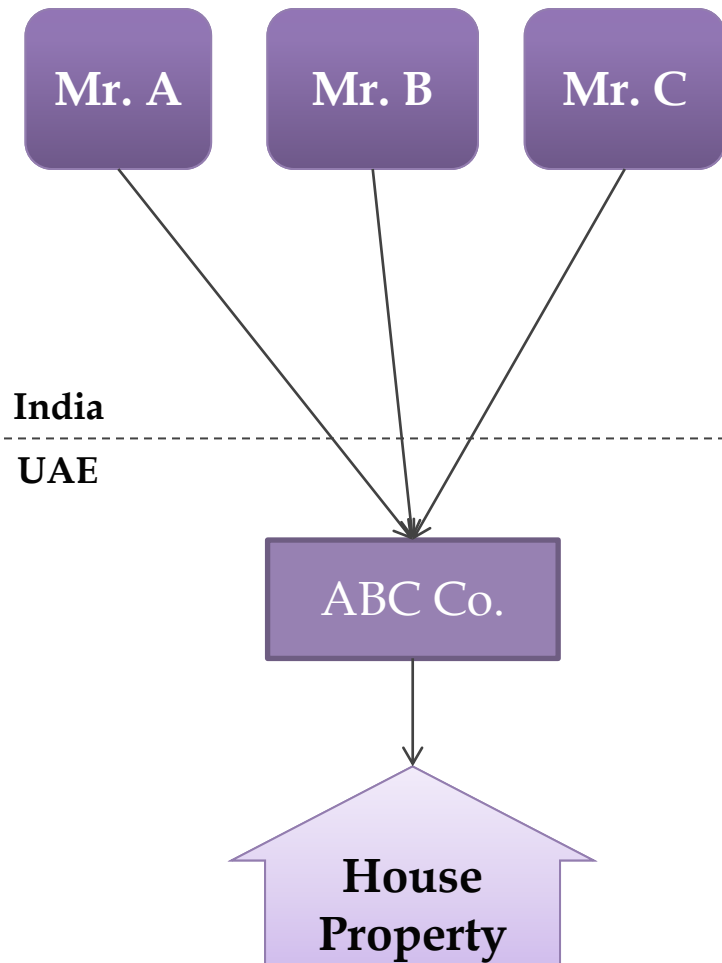 Mr. A
Mr. B
Mr. C
India
UAE
ABC Co.
House
Property